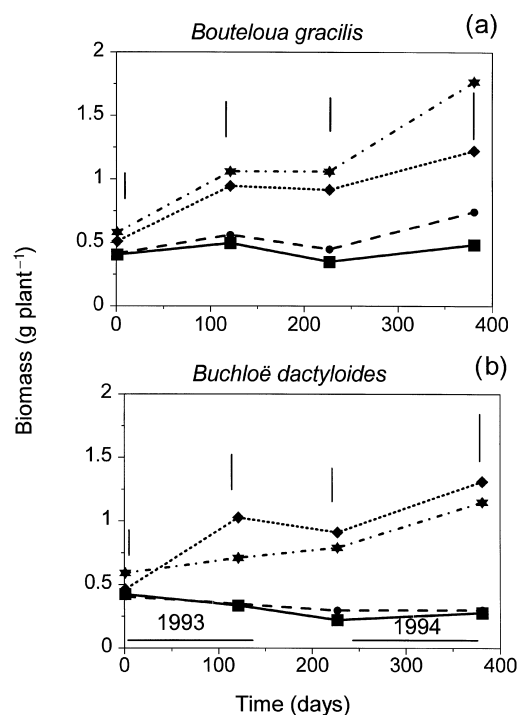 (a)
Bouteloua gracilis
2
1.5
1
0.5
0
0 100 200 300 400
Biomass (g plant⁻¹)
(b)
Buchloë dactyloides
2
1.5
1
0.5
0
1993 1994
0 100 200 300 400
Time (days)